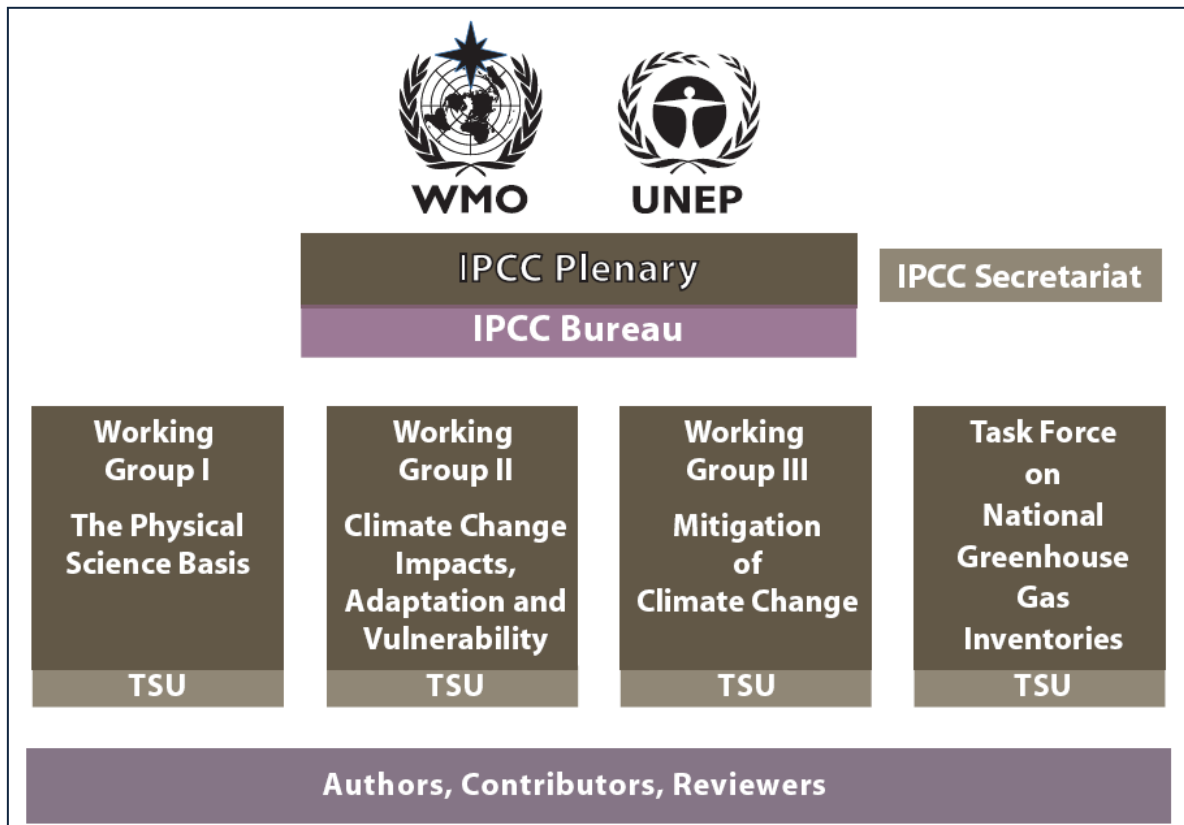 WMO
UNEP
IPCC Plenary
IPCC Secretariat
IPCC Bureau
Working
Group I
The Physical
Science Basis
TSU
Working
Group II
Climate Change
Impacts,
Adaptation and
Vulnerability
TSU
Working
Group III
Mitigation
of
Climate Change
TSU
Task Force
on
National
Greenhouse
Gas
Inventories
TSU
Authors, Contributors, Reviewers